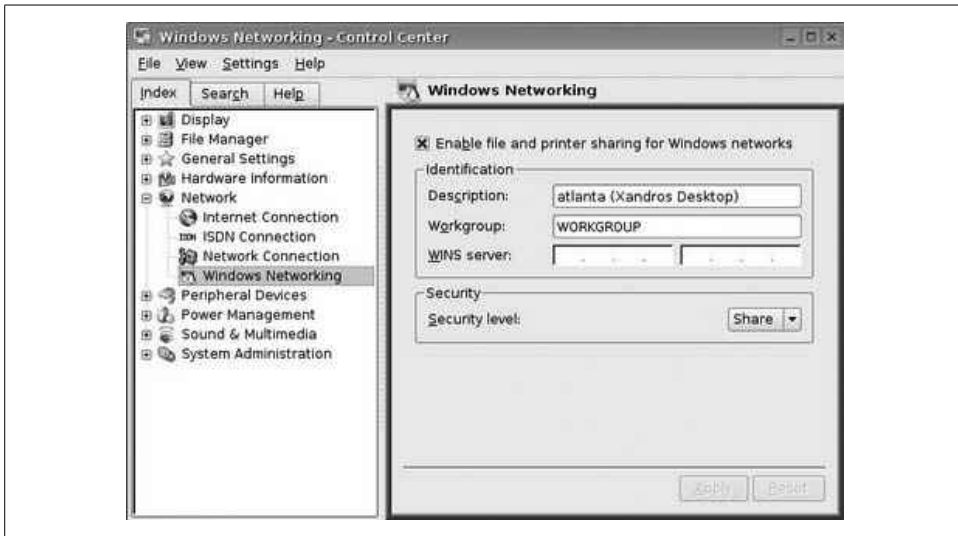 Windows Networking - Control Center
File View Settings Help
Index Search Help
Display
File Manager
General Settings
Hardware Information
Network
Internet Connection
ISDN Connection
Network Connection
Windows Networking
Peripheral Devices
Power Management
Sound & Multimedia
System Administration
Windows Networking
Enable file and printer sharing for Windows networks
Identification
Description: atlanta (Xandros Desktop)
Workgroup: WORKGROUP
WINS server:
Security
Security level: Share
Apply Reset